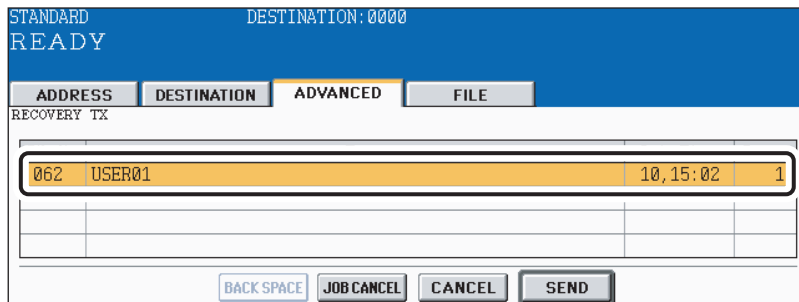 STANDARD DESTINATION:0000
READY
ADDRESS DESTINATION ADVANCED FILE
RECOVERY TX
062 USER01 10,15:02 1
BACK SPACE JOB CANCEL CANCEL SEND